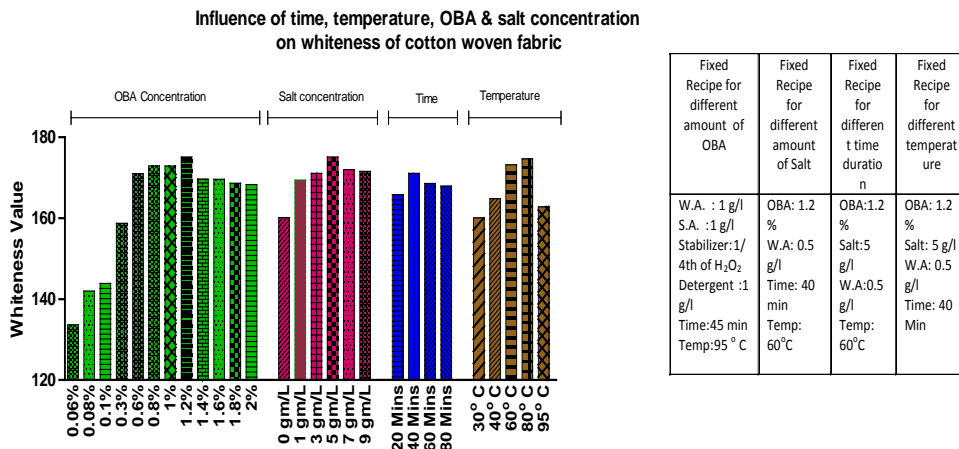 Influence of time, temperature, OBA & salt concentration
on whiteness of cotton woven fabric
OBA Concentration
Salt concentration
Time
Temperature
Whiteness Value
180
160
140
120
0.06%
0.08%
0.1%
0.3%
0.6%
0.8%
1%
1.2%
1.4%
1.6%
1.8%
2%
0 gm/L
1 gm/L
3 gm/L
5 gm/L
7 gm/L
9 gm/L
20 Mins
40 Mins
60 Mins
80 Mins
30° C
40° C
60° C
80° C
95° C
Fixed
Recipe for
different
amount of
OBA
Fixed
Recipe
for
different
amount
of Salt
Fixed
Recipe
for
differen
t time
duratio
n
Fixed
Recipe
for
different
temperat
ure
W.A. : 1 g/l
S.A. :1 g/l
Stabilizer:1/
4th of H₂O₂
Detergent :1
g/l
Time:45 min
Temp:95 ° C
OBA: 1.2
%
W.A: 0.5
g/l
Time: 40
min
Temp:
60°C
OBA:1.2
%
Salt:5
g/l
W.A:0.5
g/l
Temp:
60°C
OBA: 1.2
%
Salt: 5 g/l
W.A: 0.5
g/l
Time: 40
Min